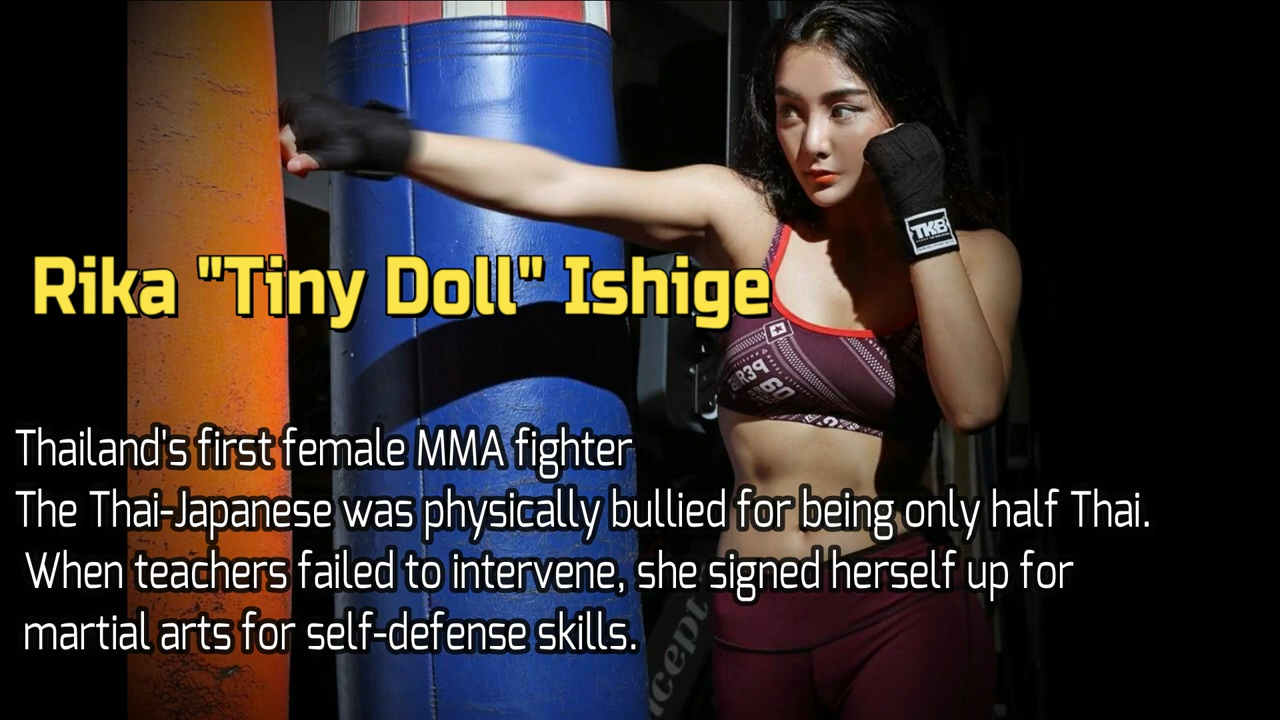 TKB
Rika "Tiny Doll" Ishige
Thailand's first female MMA fighter
The Thai-Japanese was physically bullied for being only half Thai.
When teachers failed to intervene, she signed herself up for
martial arts for self-defense skills.